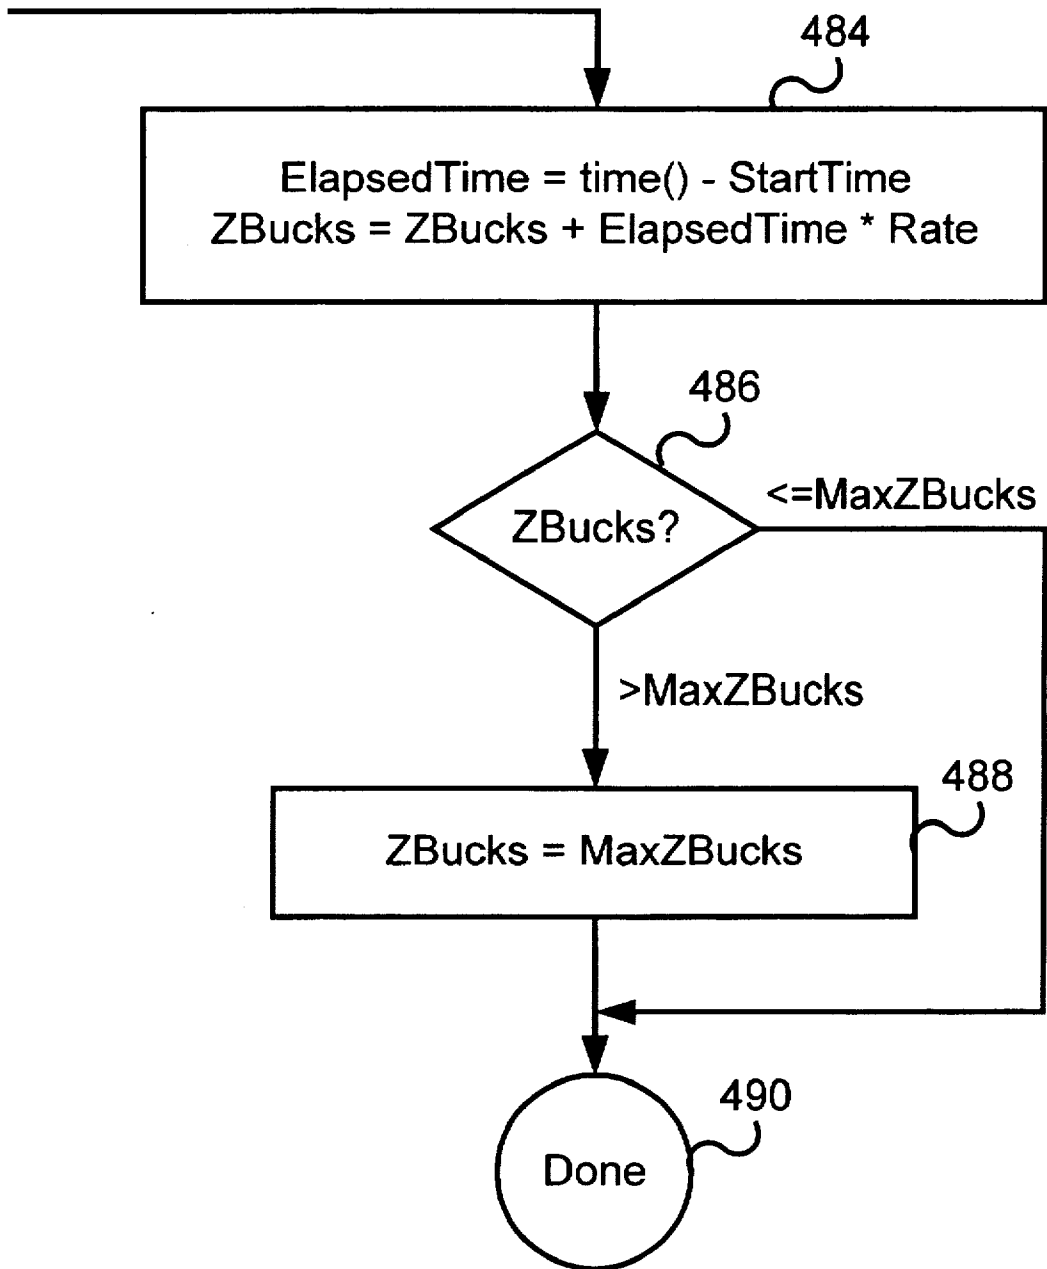 484
ElapsedTime = time() - StartTime
ZBucks = ZBucks + ElapsedTime * Rate
486
<=MaxZBucks
ZBucks?
>MaxZBucks
488
ZBucks = MaxZBucks
490
Done